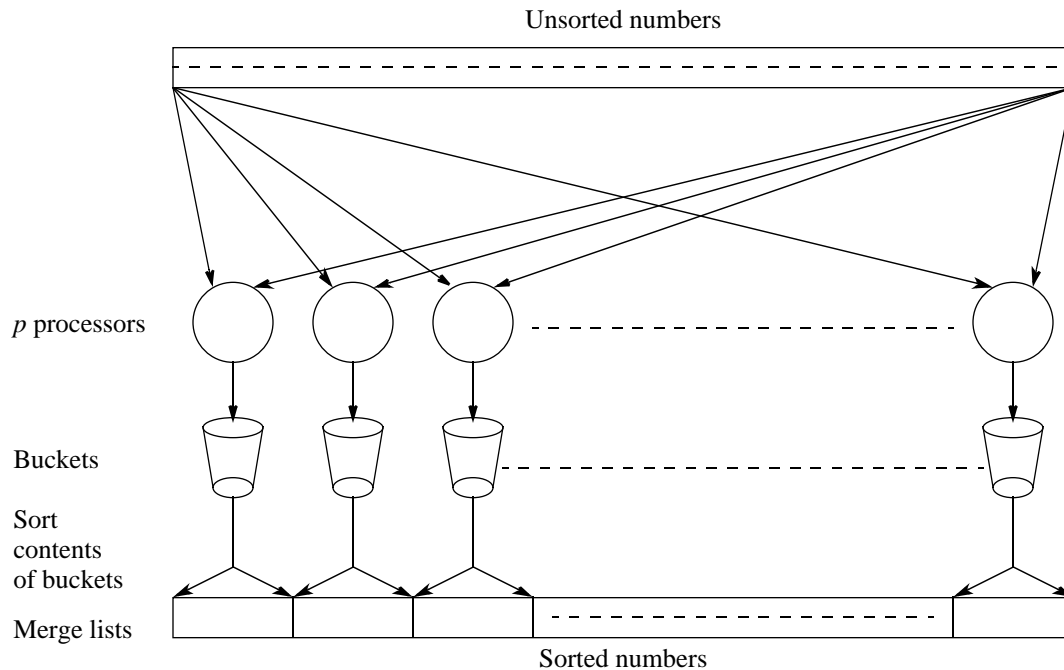 Unsorted numbers
p processors
Buckets
Sort
contents
of buckets
Merge lists
Sorted numbers